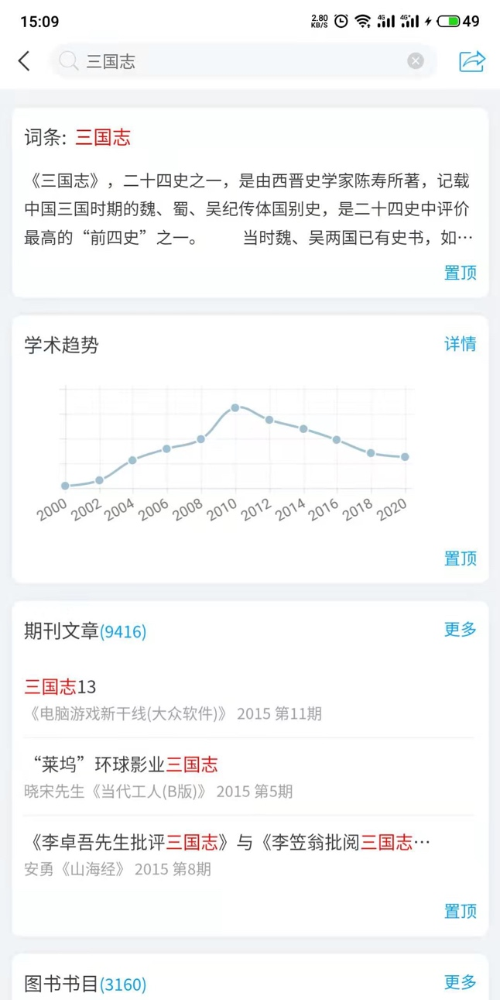 15:09
2.80 KB/S 4G 4G+ 49
三国志
词条: 三国志
《三国志》，二十四史之一，是由西晋史学家陈寿所著，记载
中国三国时期的魏、蜀、吴纪传体国别史，是二十四史中评价
最高的“前四史”之一。 当时魏、吴两国已有史书，如…
置顶
学术趋势 详情
2000 2002 2004 2006 2008 2010 2012 2014 2016 2018 2020
置顶
期刊文章(9416) 更多
三国志13
《电脑游戏新干线(大众软件)》 2015 第11期
“莱坞”环球影业三国志
晓宋先生《当代工人(B版)》 2015 第5期
《李卓吾先生批评三国志》与《李笠翁批阅三国志…
安勇《山海经》 2015 第8期
置顶
图书书目(3160) 更多